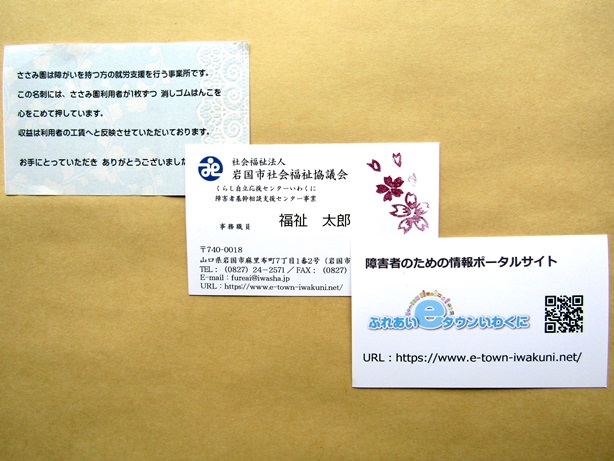 ささみ園は障がいを持つ方の就労支援を行う事業所です。
この名刺には、ささみ園利用者が1枚ずつ 消しゴムはんこを
心をこめて押しています。
収益は利用者の工賃へと反映させていただいております。
お手にとっていただき ありがとうございました
社会福祉法人
岩国市社会福祉協議会
くらし自立応援センターいわくに
障害者基幹相談支援センター事業
事務職員 福祉 太郎
〒740-0018
山口県岩国市麻里布町7丁目1番2号（岩国市
TEL：（0827）24－2571／FAX：（0827）
E-mail：fureai@iwasha.jp
URL：https://www.e-town-iwakuni.net/
障害者のための情報ポータルサイト
ふれあいeタウンいわくに
URL：https://www.e-town-iwakuni.net/